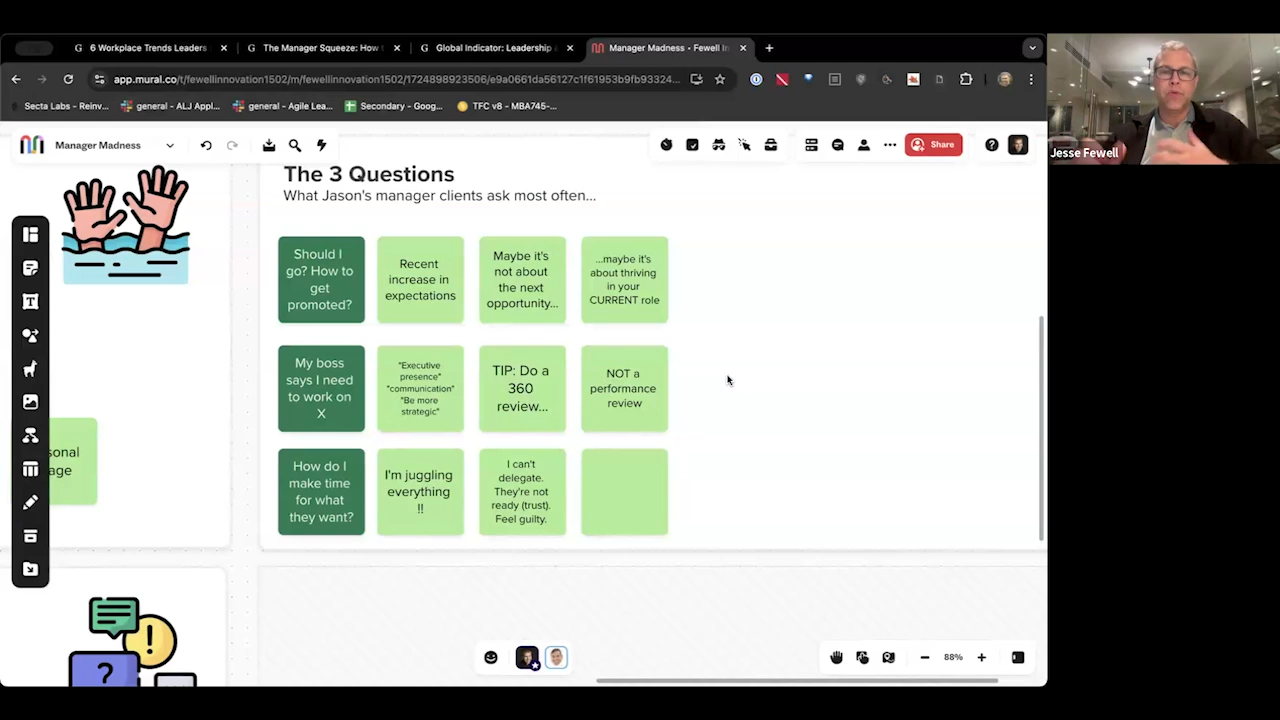 6 Workplace Trends Leaders
The Manager Squeeze: How
Global Indicator: Leadership
Manager Madness • Fewell In
app.mural.co/t/fewellinnovation1502/m/fewellinnovation1502/1724898923506/e9a0661da56127c1f61953b9fb93324...
Secta Labs - Reinv...
general - ALJ Appl...
general - Agile Lea...
Secondary - Goog...
TFC v8 - MBA745-...
Jesse Fewell
Manager Madness
Share
The 3 Questions
What Jason's manager clients ask most often...
Should I
go? How to
get
promoted?
Recent
increase in
expectations
Maybe it's
not about
the next
opportunity...
...maybe it's
about thriving
in your
CURRENT role
My boss
says I need
to work on
X
"Executive
presence"
"communication"
"Be more
strategic"
TIP: Do a
360
review...
NOT a
performance
review
sonal
age
How do I
make time
for what
they want?
I'm juggling
everything
!!
I can't
delegate.
They're not
ready (trust).
Feel guilty.
88%